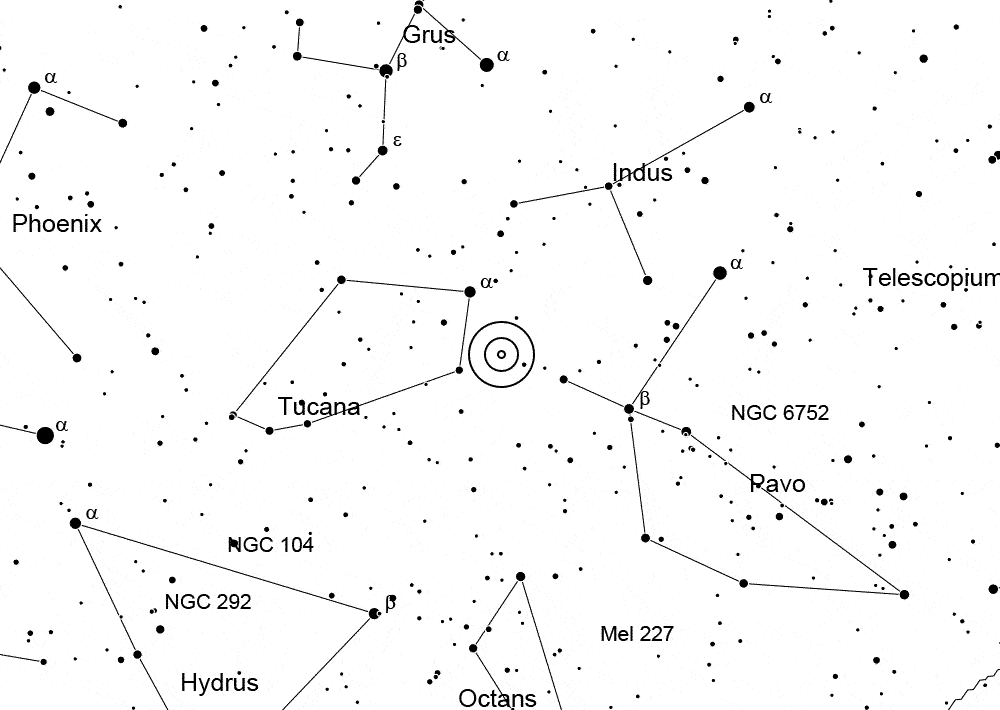 Grus
α
β
α
α
ε
α
Indus
Phoenix
α
Telescopium
α
β
Tucana
NGC 6752
α
Pavo
α
NGC 104
NGC 292
β
Mel 227
Hydrus
Octans